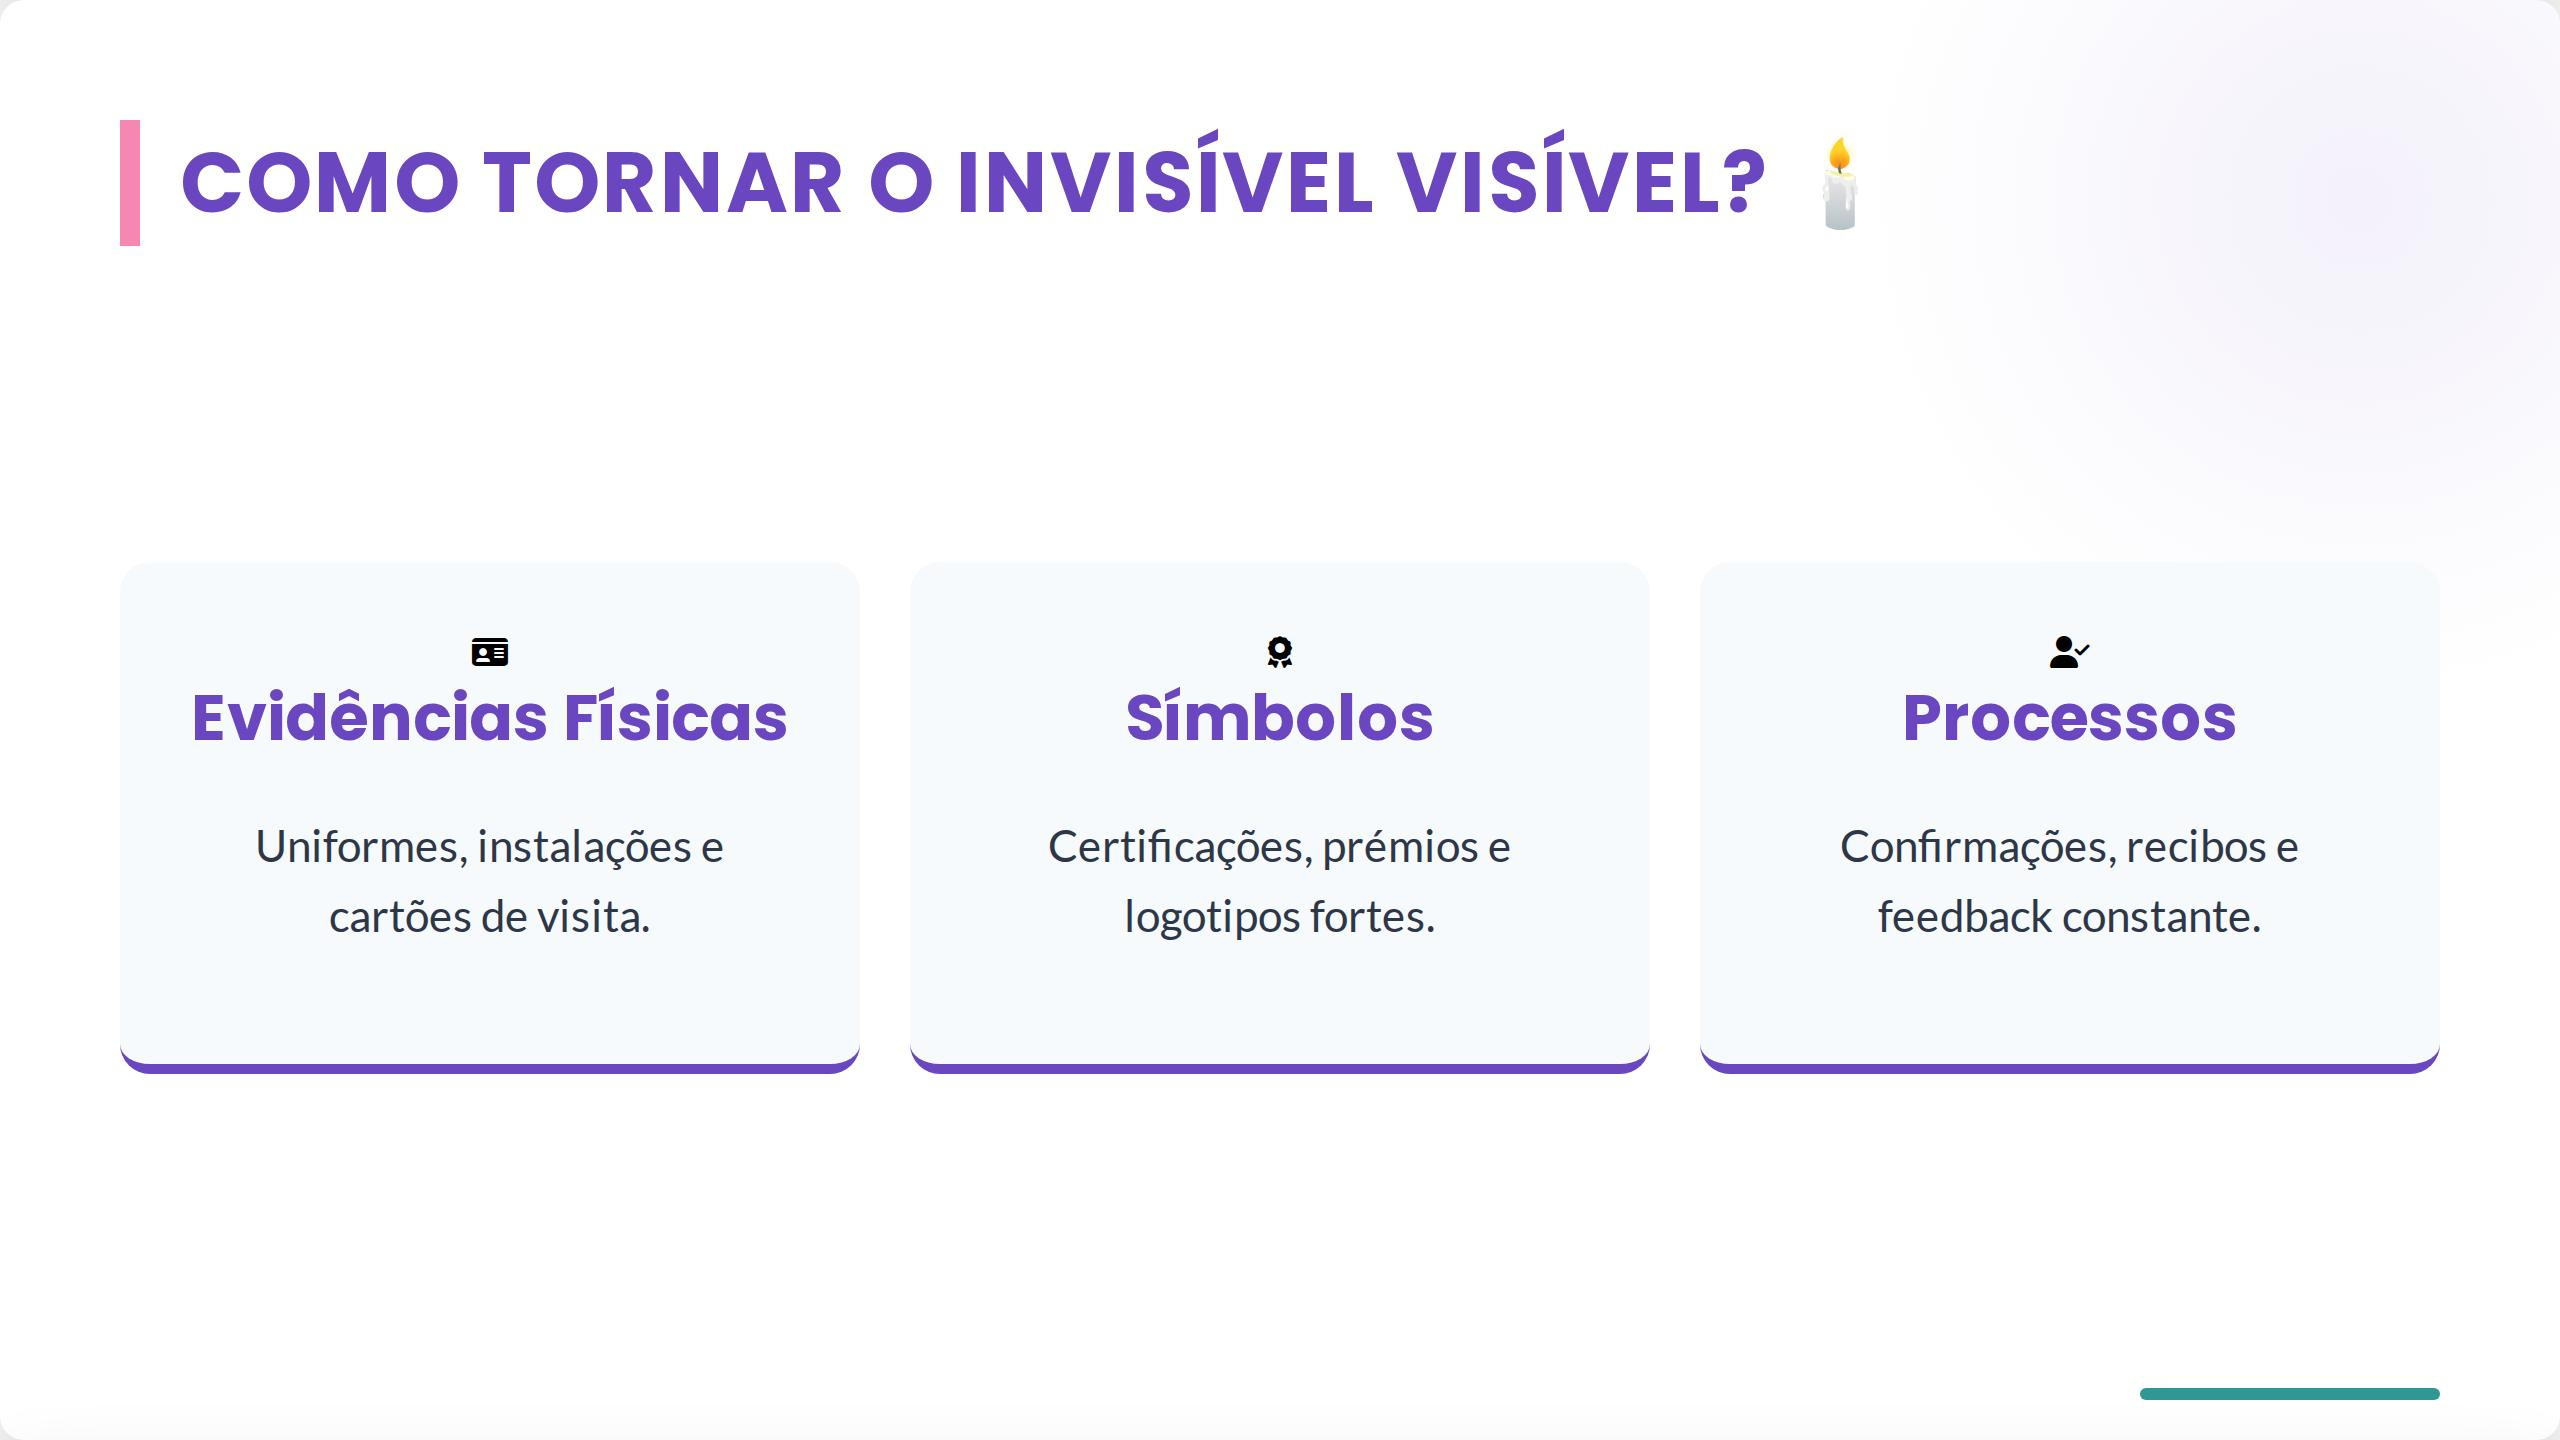 COMO TORNAR O INVISÍVEL VISÍVEL? 🕯️
Evidências Físicas
Uniformes, instalações e
cartões de visita.
Símbolos
Certificações, prémios e
logotipos fortes.
Processos
Confirmações, recibos e
feedback constante.